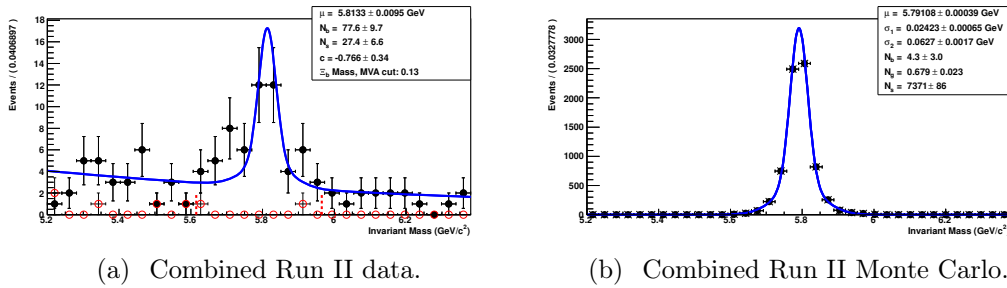 μ = 5.8133 ± 0.0095 GeV
N_b = 77.6 ± 9.7
N_s = 27.4 ± 6.6
c = -0.766 ± 0.34
Ξ_b Mass, MVA cut: 0.13
Events / ( 0.0406897 )
18
16
14
12
10
8
6
4
2
0
5.2 5.4 5.6 5.8 6 6.2
Invariant Mass (GeV/c²)
(a) Combined Run II data.
μ = 5.79108 ± 0.00039 GeV
σ₁ = 0.02423 ± 0.00065 GeV
σ₂ = 0.0627 ± 0.0017 GeV
N_b = 4.3 ± 3.0
N_g = 0.679 ± 0.023
N_s = 7371 ± 86
Events / ( 0.0327778 )
3000
2500
2000
1500
1000
500
0
5.2 5.4 5.6 5.8 6 6.2
Invariant Mass (GeV/c²)
(b) Combined Run II Monte Carlo.